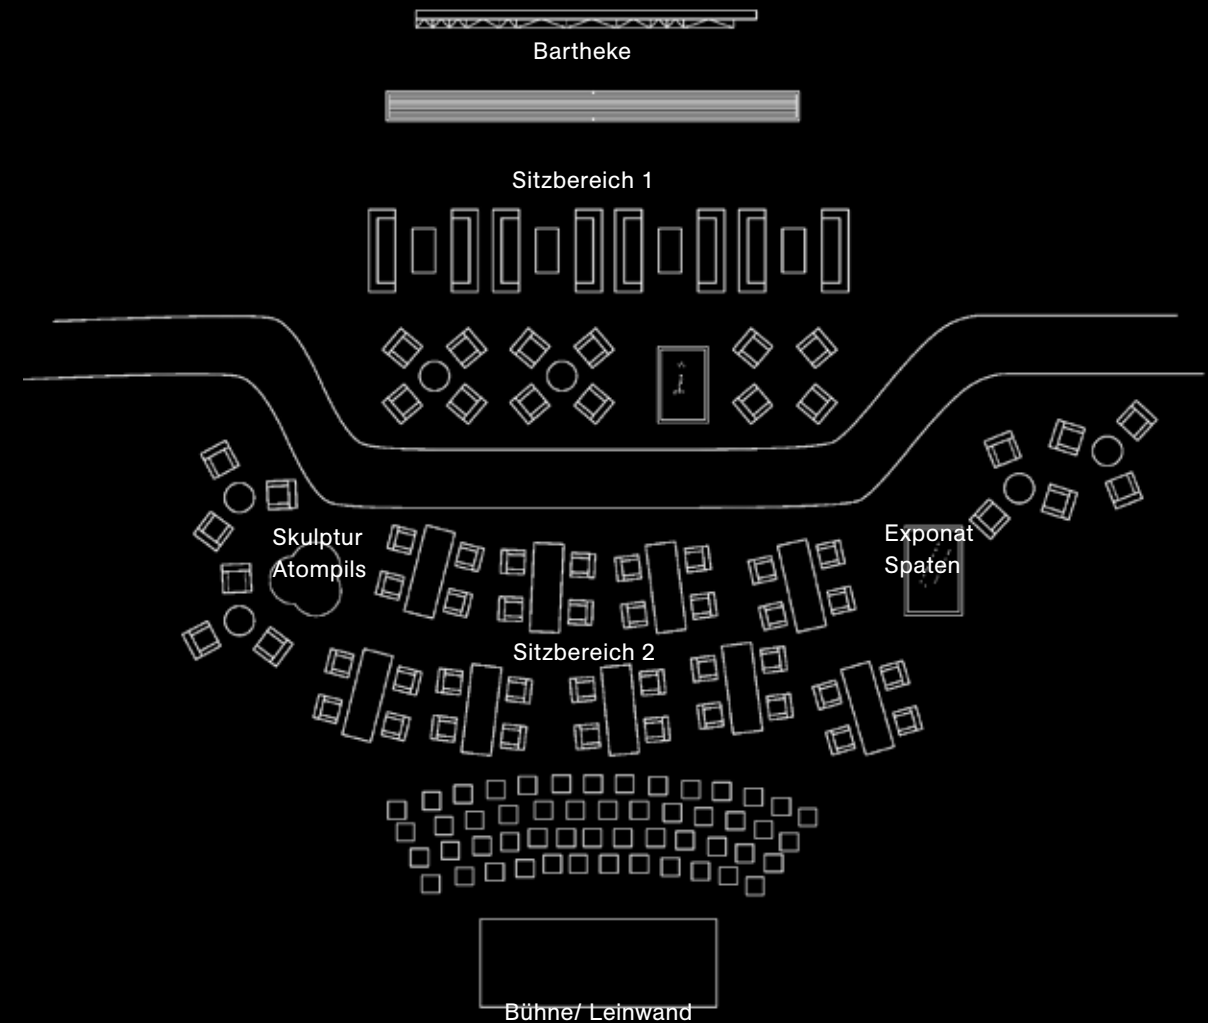 Bartheke
Sitzbereich 1
Skulptur
Atompils
Exponat
Spaten
Sitzbereich 2
Bühne/ Leinwand